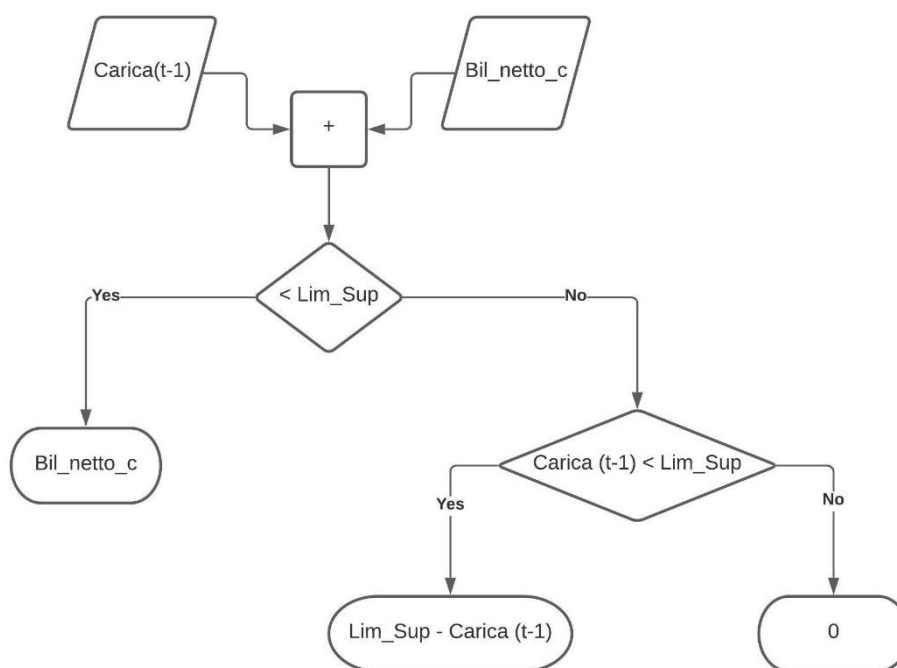 Carica(t-1)
Bil_netto_c
+
< Lim_Sup
Yes
No
Bil_netto_c
Carica (t-1) < Lim_Sup
Yes
No
Lim_Sup - Carica (t-1)
0